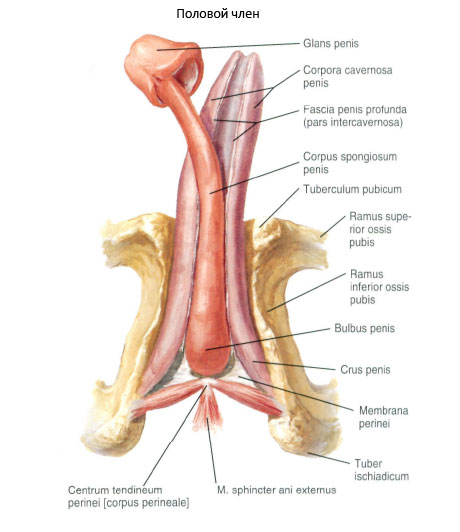 Половой член
Glans penis
Corpora cavernosa
penis
Fascia penis profunda
(pars intercavernosa)
Corpus spongiosum
penis
Tuberculum pubicum
Ramus supe-
rior ossis
pubis
Ramus
inferior ossis
pubis
Bulbus penis
Crus penis
Membrana
perinei
Tuber
ischiadicum
Centrum tendineum
perinei [corpus perineale]
M. sphincter ani externus